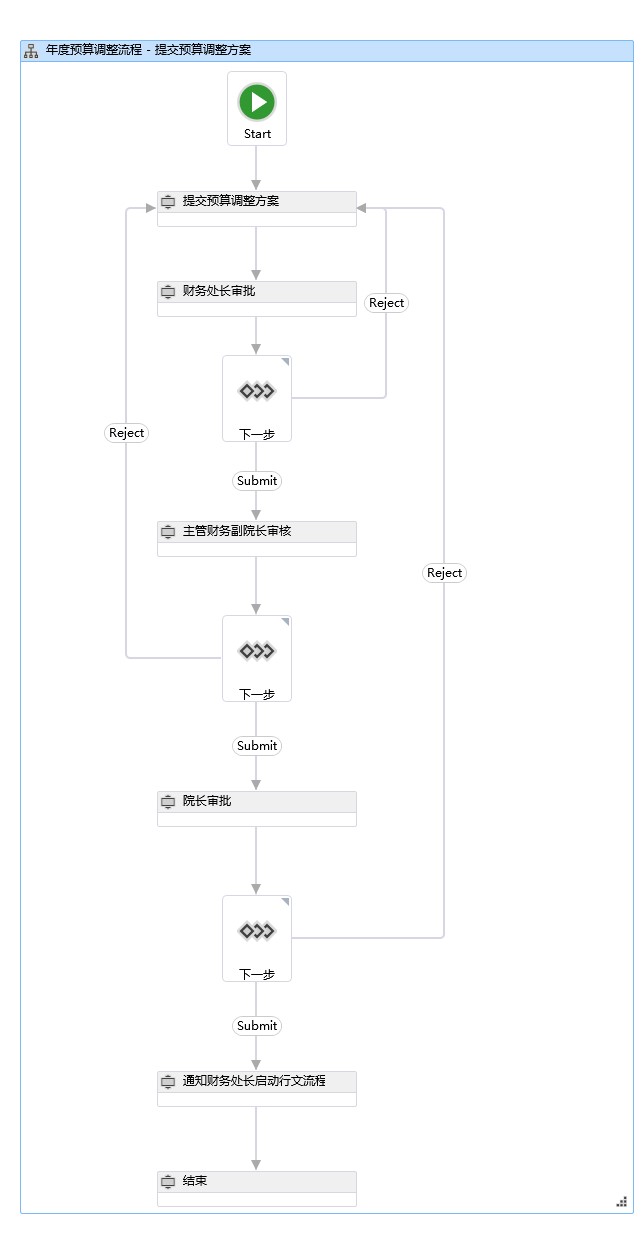 年度预算调整流程 - 提交预算调整方案
Start
提交预算调整方案
财务处长审批
Reject
下一步
Reject
Submit
主管财务副院长审核
Reject
下一步
Submit
院长审批
下一步
Submit
通知财务处长启动行文流程
结束